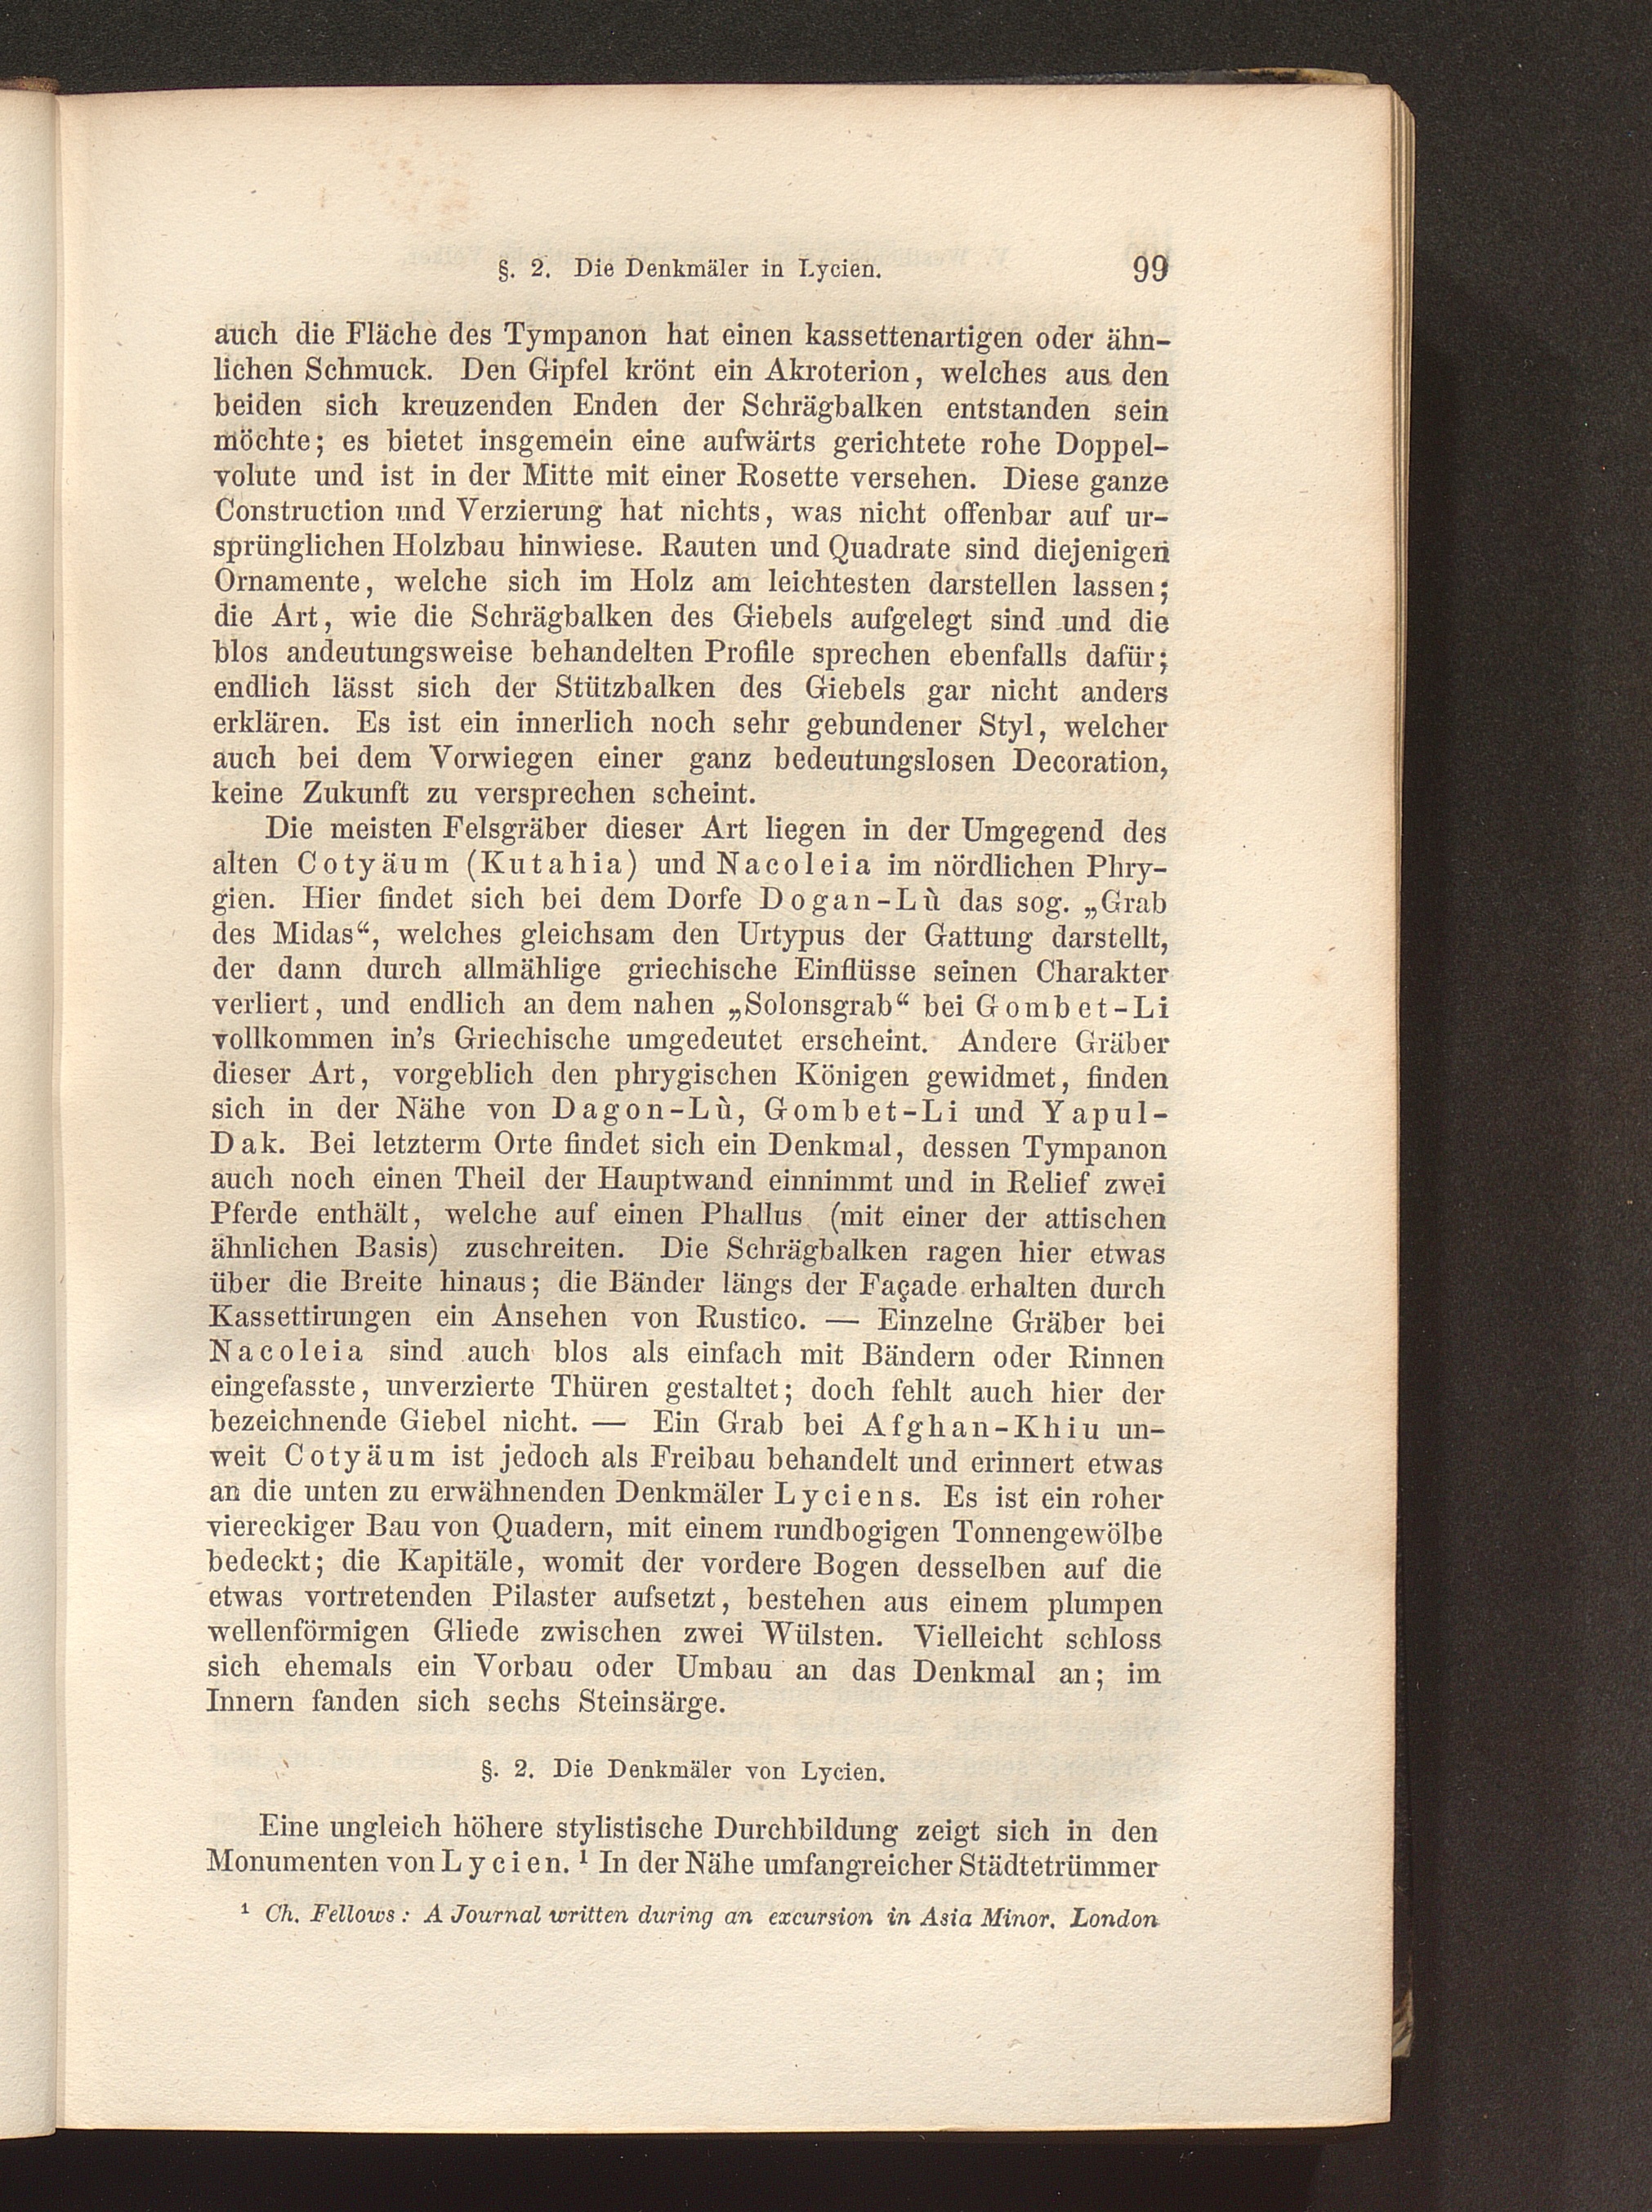 §. 2. Die Denkmäler in Lycien. 99
auch die Fläche des Tympanon hat einen kassettenartigen oder ähn-
lichen Schmuck. Den Gipfel krönt ein Akroterion, welches aus den
beiden sich kreuzenden Enden der Schrägbalken entstanden sein
möchte; es bietet insgemein eine aufwärts gerichtete rohe Doppel-
volute und ist in der Mitte mit einer Rosette versehen. Diese ganze
Construction und Verzierung hat nichts, was nicht offenbar auf ur-
sprünglichen Holzbau hinwiese. Rauten und Quadrate sind diejenigen
Ornamente, welche sich im Holz am leichtesten darstellen lassen;
die Art, wie die Schrägbalken des Giebels aufgelegt sind und die
blos andeutungsweise behandelten Profile sprechen ebenfalls dafür;
endlich lässt sich der Stützbalken des Giebels gar nicht anders
erklären. Es ist ein innerlich noch sehr gebundener Styl, welcher
auch bei dem Vorwiegen einer ganz bedeutungslosen Decoration,
keine Zukunft zu versprechen scheint.
Die meisten Felsgräber dieser Art liegen in der Umgegend des
alten Cotyäum (Kutahia) und Nacoleia im nördlichen Phry-
gien. Hier findet sich bei dem Dorfe Dogan-Lù das sog. „Grab
des Midas“, welches gleichsam den Urtypus der Gattung darstellt,
der dann durch allmählige griechische Einflüsse seinen Charakter
verliert, und endlich an dem nahen „Solonsgrab“ bei Gombet-Li
vollkommen in's Griechische umgedeutet erscheint. Andere Gräber
dieser Art, vorgeblich den phrygischen Königen gewidmet, finden
sich in der Nähe von Dagon-Lù, Gombet-Li und Yapul-
Dak. Bei letzterm Orte findet sich ein Denkmal, dessen Tympanon
auch noch einen Theil der Hauptwand einnimmt und in Relief zwei
Pferde enthält, welche auf einen Phallus (mit einer der attischen
ähnlichen Basis) zuschreiten. Die Schrägbalken ragen hier etwas
über die Breite hinaus; die Bänder längs der Façade erhalten durch
Kassettirungen ein Ansehen von Rustico. — Einzelne Gräber bei
Nacoleia sind auch blos als einfach mit Bändern oder Rinnen
eingefasste, unverzierte Thüren gestaltet; doch fehlt auch hier der
bezeichnende Giebel nicht. — Ein Grab bei Afghan-Khiu un-
weit Cotyäum ist jedoch als Freibau behandelt und erinnert etwas
an die unten zu erwähnenden Denkmäler Lyciens. Es ist ein roher
viereckiger Bau von Quadern, mit einem rundbogigen Tonnengewölbe
bedeckt; die Kapitäle, womit der vordere Bogen desselben auf die
etwas vortretenden Pilaster aufsetzt, bestehen aus einem plumpen
wellenförmigen Gliede zwischen zwei Wülsten. Vielleicht schloss
sich ehemals ein Vorbau oder Umbau an das Denkmal an; im
Innern fanden sich sechs Steinsärge.
§. 2. Die Denkmäler von Lycien.
Eine ungleich höhere stylistische Durchbildung zeigt sich in den
Monumenten von Lycien. ¹ In der Nähe umfangreicher Städtetrümmer
¹ Ch. Fellows: A Journal written during an excursion in Asia Minor. London